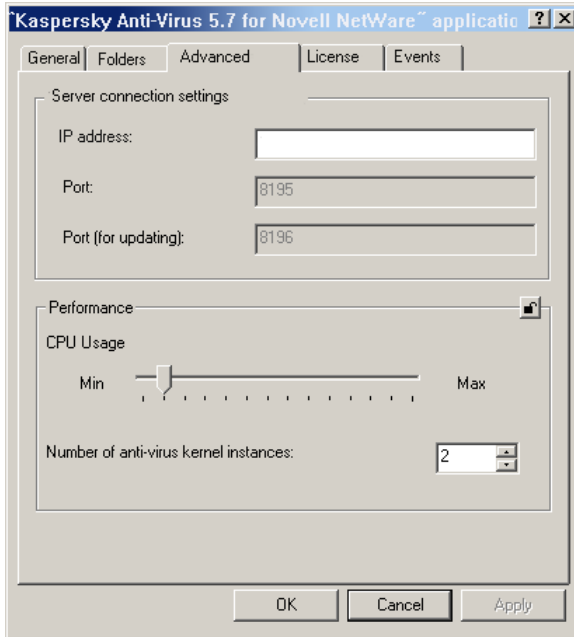 "Kaspersky Anti-Virus 5.7 for Novell NetWare" applicatio
General Folders Advanced License Events
Server connection settings
IP address:
Port: 8195
Port (for updating): 8196
Performance
CPU Usage
Min Max
Number of anti-virus kernel instances: 2
OK Cancel Apply